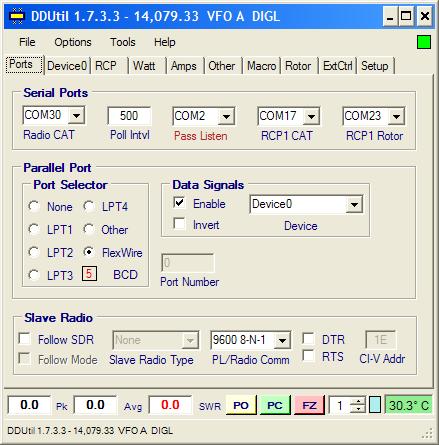 DDUtil 1.7.3.3 - 14,079.33 VFO A DIGL
File Options Tools Help
Ports Device0 RCP Watt Amps Other Macro Rotor ExtCtrl Setup
Serial Ports
COM30 500 COM2 COM17 COM23
Radio CAT Poll Intvl Pass Listen RCP1 CAT RCP1 Rotor
Parallel Port
Port Selector Data Signals
None LPT4 Enable Device0
LPT1 Other Invert Device
LPT2 FlexWire
LPT3 5 BCD
0
Port Number
Slave Radio
Follow SDR None 9600 8-N-1 DTR 1E
Follow Mode Slave Radio Type PL/Radio Comm RTS CI-V Addr
0.0 Pk 0.0 Avg 0.0 SWR PO PC FZ 1 30.3° C
DDUtil 1.7.3.3 - 14,079.33 VFO A DIGL